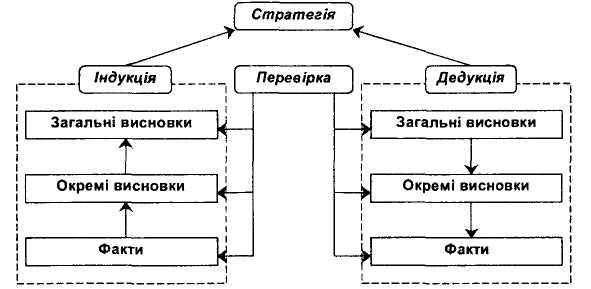 Стратегія
Індукція
Перевірка
Дедукція
Загальні висновки
Загальні висновки
Окремі висновки
Окремі висновки
Факти
Факти